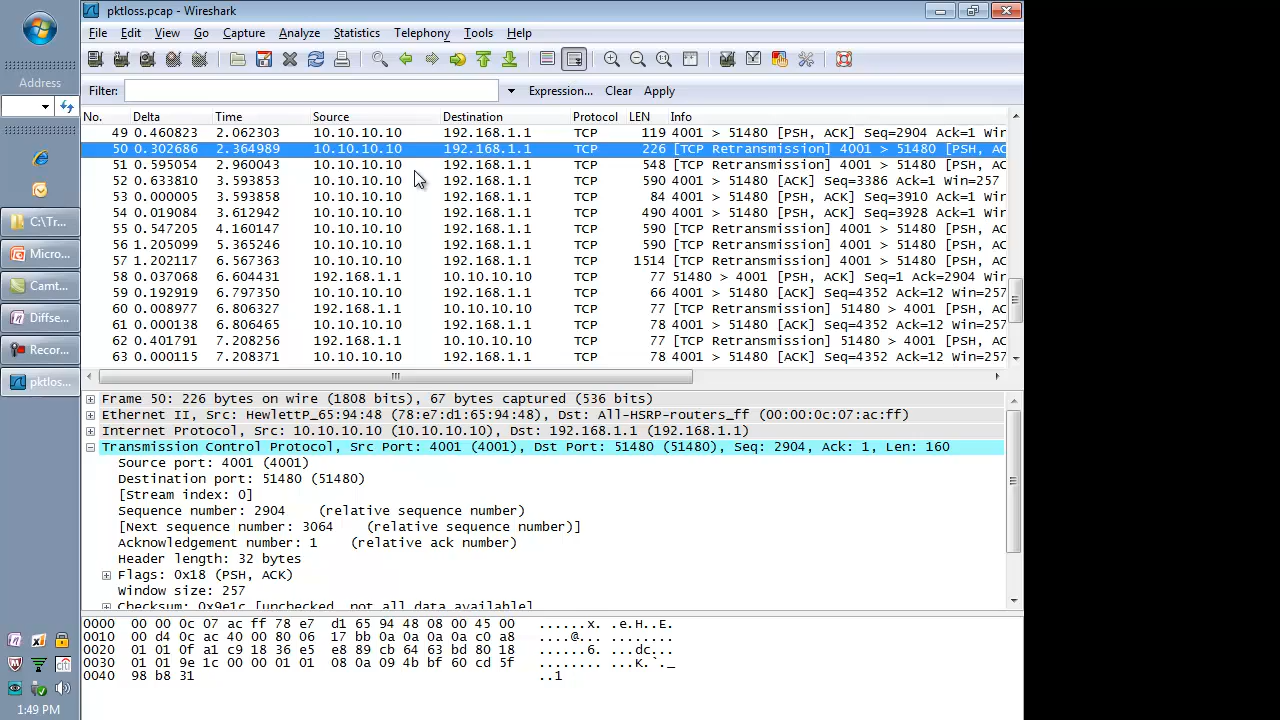 pktloss.pcap - Wireshark
File Edit View Go Capture Analyze Statistics Telephony Tools Help
Address
Filter: Expression... Clear Apply
No. Delta Time Source Destination Protocol LEN Info
49 0.460823 2.062303 10.10.10.10 192.168.1.1 TCP 119 4001 > 51480 [PSH, ACK] Seq=2904 Ack=1 Wir
50 0.302686 2.364989 10.10.10.10 192.168.1.1 TCP 226 [TCP Retransmission] 4001 > 51480 [PSH, AC
51 0.595054 2.960043 10.10.10.10 192.168.1.1 TCP 548 [TCP Retransmission] 4001 > 51480 [PSH, AC
52 0.633810 3.593853 10.10.10.10 192.168.1.1 TCP 590 4001 > 51480 [ACK] Seq=3386 Ack=1 Win=257
53 0.000005 3.593858 10.10.10.10 192.168.1.1 TCP 84 4001 > 51480 [PSH, ACK] Seq=3910 Ack=1 Wir
54 0.019084 3.612942 10.10.10.10 192.168.1.1 TCP 490 4001 > 51480 [PSH, ACK] Seq=3928 Ack=1 Wir
55 0.547205 4.160147 10.10.10.10 192.168.1.1 TCP 590 [TCP Retransmission] 4001 > 51480 [PSH, AC
56 1.205099 5.365246 10.10.10.10 192.168.1.1 TCP 590 [TCP Retransmission] 4001 > 51480 [PSH, AC
57 1.202117 6.567363 10.10.10.10 192.168.1.1 TCP 1514 [TCP Retransmission] 4001 > 51480 [PSH, AC
58 0.037068 6.604431 192.168.1.1 10.10.10.10 TCP 77 51480 > 4001 [PSH, ACK] Seq=1 Ack=2904 Wir
59 0.192919 6.797350 10.10.10.10 192.168.1.1 TCP 66 4001 > 51480 [ACK] Seq=4352 Ack=12 Win=257
60 0.008977 6.806327 192.168.1.1 10.10.10.10 TCP 77 [TCP Retransmission] 51480 > 4001 [PSH, AC
61 0.000138 6.806465 10.10.10.10 192.168.1.1 TCP 78 4001 > 51480 [ACK] Seq=4352 Ack=12 Win=257
62 0.401791 7.208256 192.168.1.1 10.10.10.10 TCP 77 [TCP Retransmission] 51480 > 4001 [PSH, AC
63 0.000115 7.208371 10.10.10.10 192.168.1.1 TCP 78 4001 > 51480 [ACK] Seq=4352 Ack=12 Win=257
C:\Tr...
Micro...
Camt...
Diffse...
Recor...
pktlos...
Frame 50: 226 bytes on wire (1808 bits), 67 bytes captured (536 bits)
Ethernet II, Src: HewlettP_65:94:48 (78:e7:d1:65:94:48), Dst: All-HSRP-routers_ff (00:00:0c:07:ac:ff)
Internet Protocol, Src: 10.10.10.10 (10.10.10.10), Dst: 192.168.1.1 (192.168.1.1)
Transmission Control Protocol, Src Port: 4001 (4001), Dst Port: 51480 (51480), Seq: 2904, Ack: 1, Len: 160
Source port: 4001 (4001)
Destination port: 51480 (51480)
[Stream index: 0]
Sequence number: 2904 (relative sequence number)
[Next sequence number: 3064 (relative sequence number)]
Acknowledgement number: 1 (relative ack number)
Header length: 32 bytes
Flags: 0x18 (PSH, ACK)
Window size: 257
Checksum: 0x9e1c [unchecked, not all data available]
0000 00 00 0c 07 ac ff 78 e7 d1 65 94 48 08 00 45 00 ......x. .e.H..E.
0010 00 d4 0c ac 40 00 80 06 17 bb 0a 0a 0a 0a c0 a8 ....@... ........
0020 01 01 0f a1 c9 18 36 e5 e8 89 cb 64 63 bd 80 18 ......6. ...dc...
0030 01 01 9e 1c 00 00 01 01 08 0a 09 4b bf 60 cd 5f ........ ...K.`._
0040 98 b8 31 ..1
citi
1:49 PM